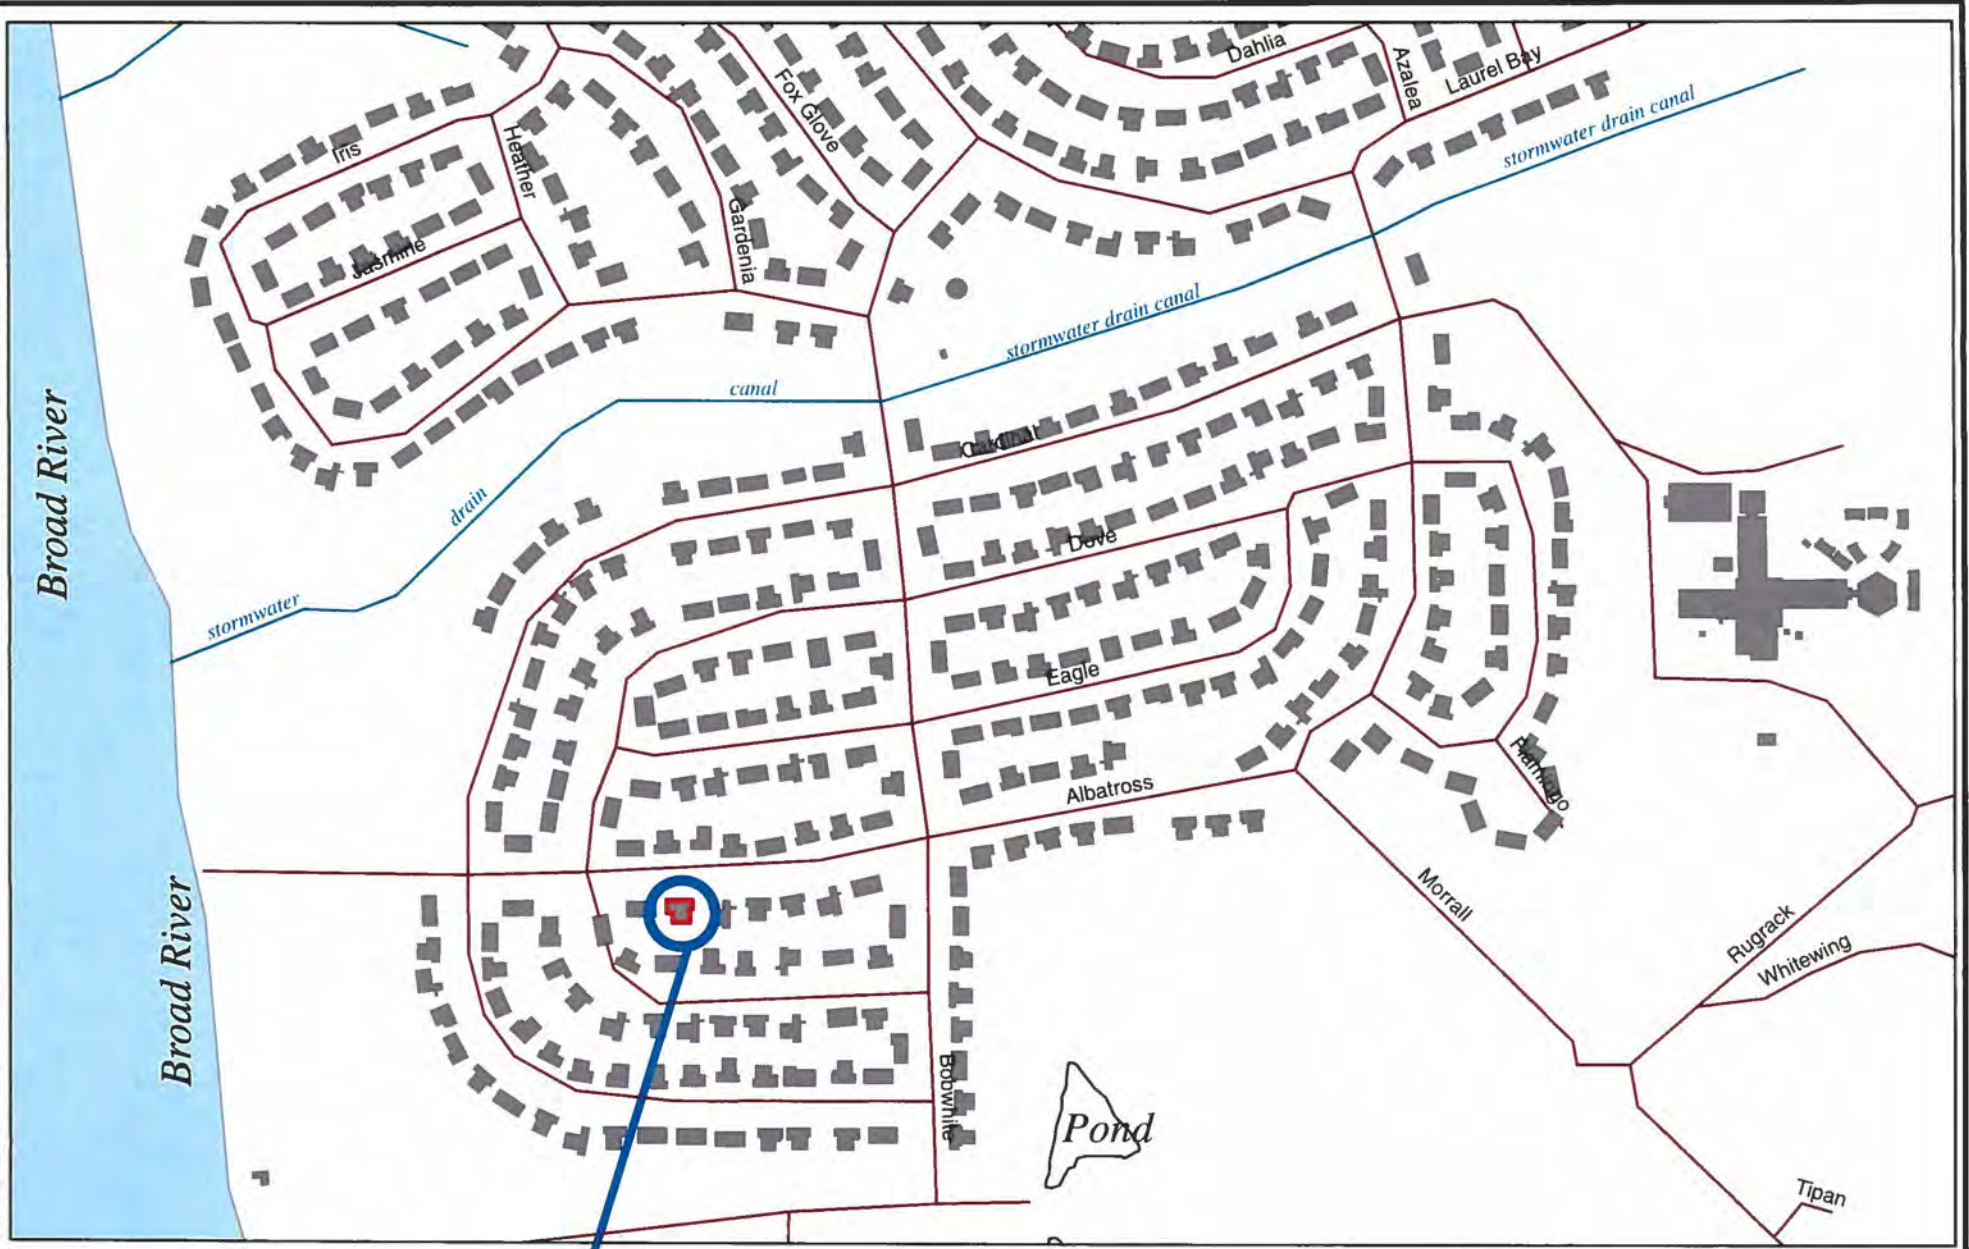 Dahlia
Azalea
Laurel Bay
Fox Glove
stormwater drain canal
Iris
Heather
Gardenia
Jasmine
stormwater drain canal
canal
drain
Broad River
Dove
stormwater
Eagle
Flamingo
Albatross
Morrall
Broad River
Rugrack
Whitewing
Bobwhite
Pond
Tipan